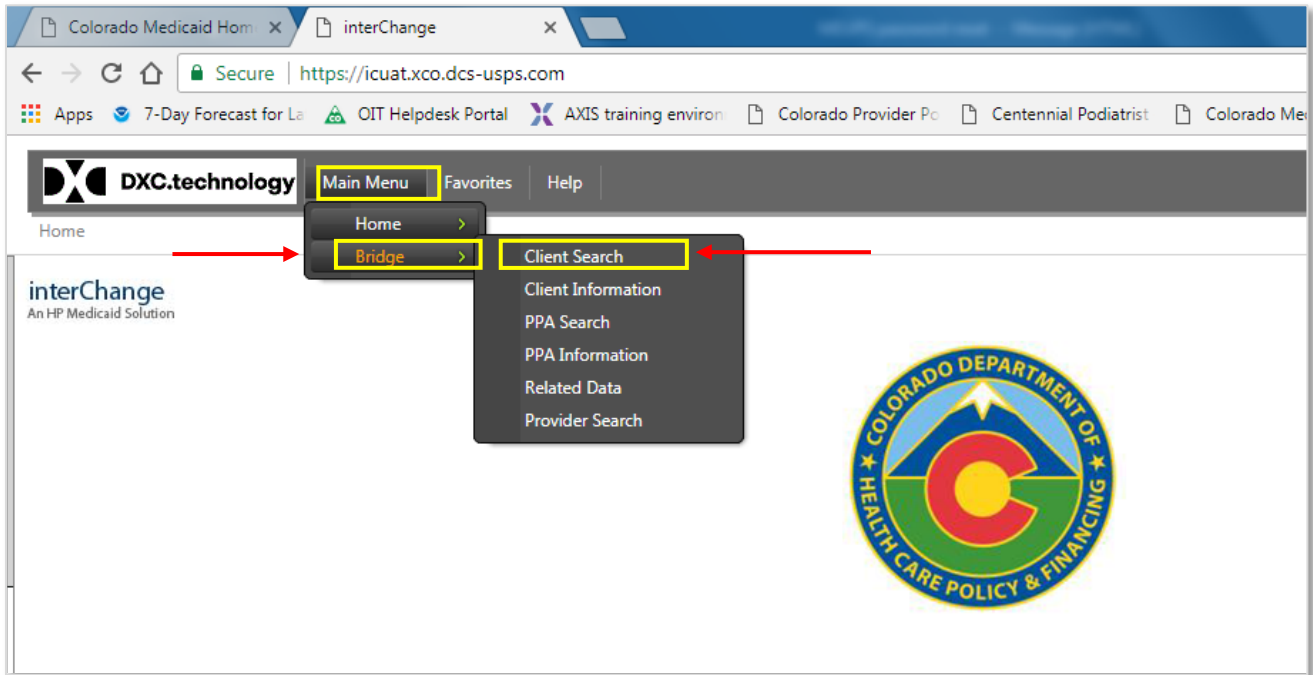 Colorado Medicaid Hom
interChange
Secure
https://icuat.xco.dcs-usps.com
Apps
7-Day Forecast for La
OIT Helpdesk Portal
AXIS training environ
Colorado Provider Po
Centennial Podiatrist
Colorado Me
DXC.technology
Main Menu
Favorites
Help
Home
Home
Bridge
Client Search
Client Information
PPA Search
PPA Information
Related Data
Provider Search
interChange
An HP Medicaid Solution
COLORADO DEPARTMENT OF
HEALTH CARE POLICY & FINANCING